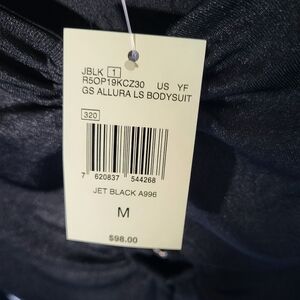 JBLK 1
R5OP19KCZ30 US YF
GS ALLURA LS BODYSUIT
320
7 620837 544268
JET BLACK A996
M
$98.00